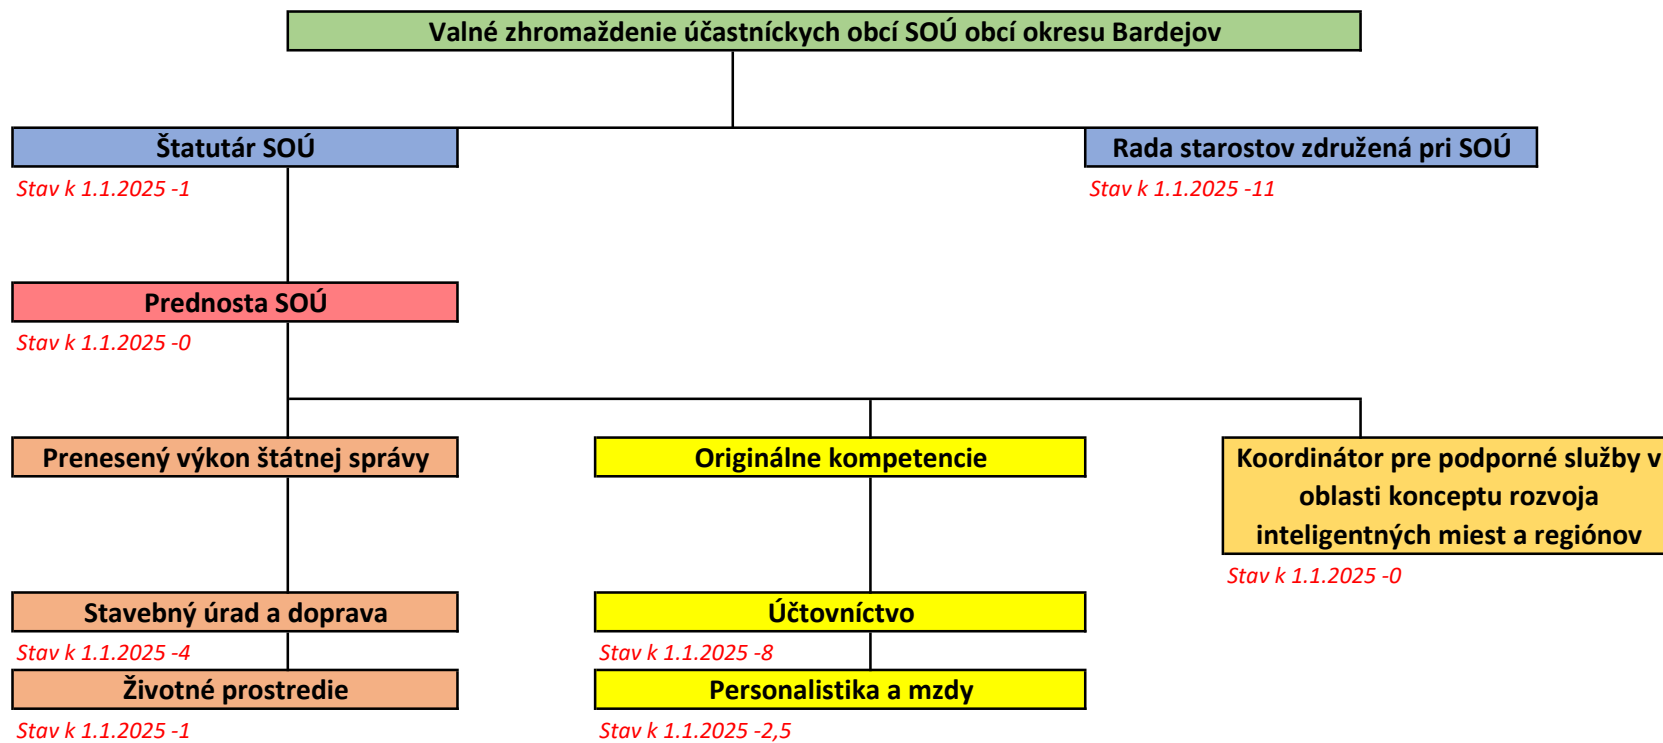 Valné zhromaždenie účastníckych obcí SOÚ obcí okresu Bardejov
Štatutár SOÚ
Stav k 1.1.2025 -1
Rada starostov združená pri SOÚ
Stav k 1.1.2025 -11
Prednosta SOÚ
Stav k 1.1.2025 -0
Prenesený výkon štátnej správy
Originálne kompetencie
Koordinátor pre podporné služby v
oblasti konceptu rozvoja
inteligentných miest a regiónov
Stav k 1.1.2025 -0
Stavebný úrad a doprava
Stav k 1.1.2025 -4
Účtovníctvo
Stav k 1.1.2025 -8
Životné prostredie
Stav k 1.1.2025 -1
Personalistika a mzdy
Stav k 1.1.2025 -2,5